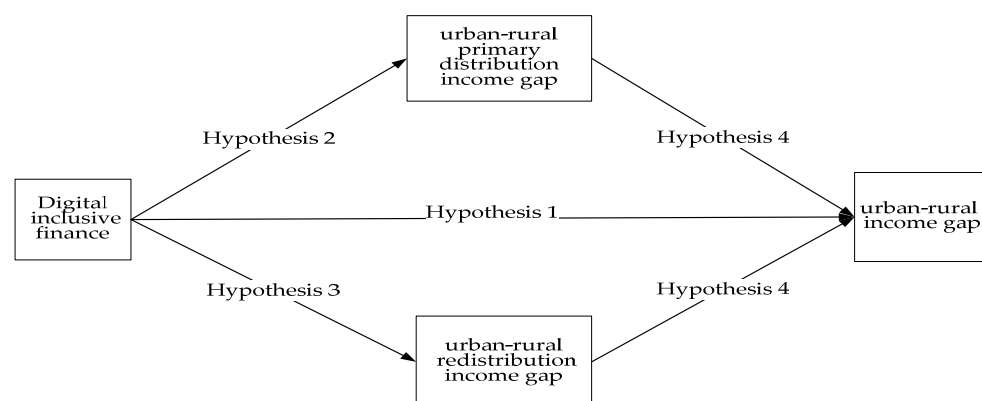 urban-rural
primary
distribution
income gap
Hypothesis 2
Hypothesis 4
Digital
inclusive
finance
Hypothesis 1
urban-rural
income gap
Hypothesis 3
Hypothesis 4
urban-rural
redistribution
income gap